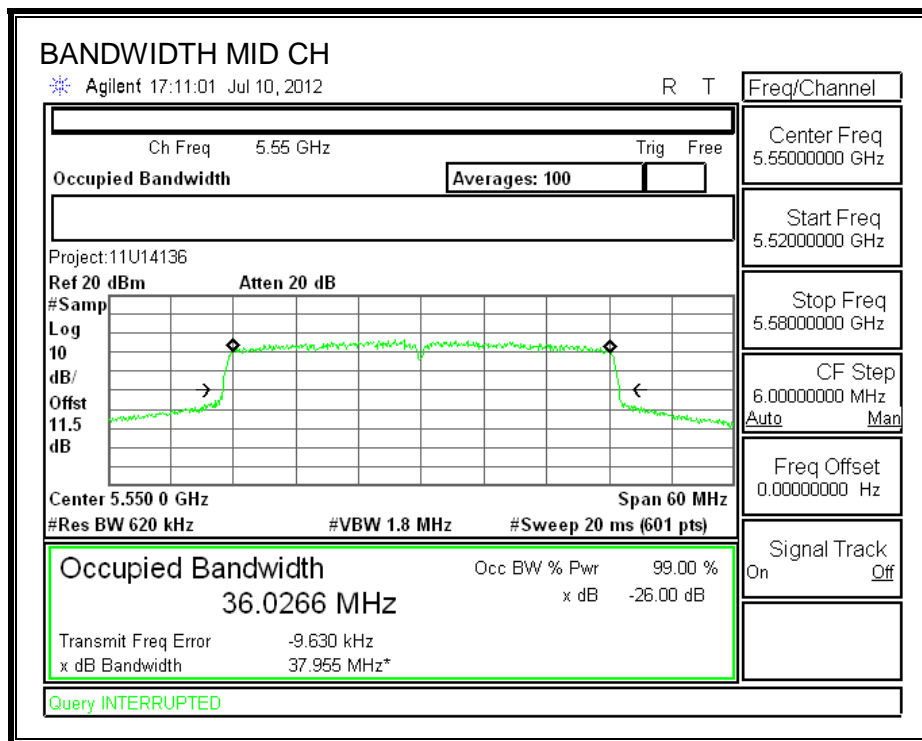 BANDWIDTH MID CH
Agilent 17:11:01 Jul 10, 2012 R T
Ch Freq 5.55 GHz Trig Free
Occupied Bandwidth Averages: 100
Project:11U14136
Ref 20 dBm Atten 20 dB
#Samp
Log
10
dB/
Offst
11.5
dB
Center 5.550 0 GHz Span 60 MHz
#Res BW 620 kHz #VBW 1.8 MHz #Sweep 20 ms (601 pts)
Occupied Bandwidth Occ BW % Pwr 99.00 %
36.0266 MHz x dB -26.00 dB
Transmit Freq Error -9.630 kHz
x dB Bandwidth 37.955 MHz*
Query INTERRUPTED
Freq/Channel
Center Freq
5.55000000 GHz
Start Freq
5.52000000 GHz
Stop Freq
5.58000000 GHz
CF Step
6.00000000 MHz
Auto Man
Freq Offset
0.00000000 Hz
Signal Track
On Off